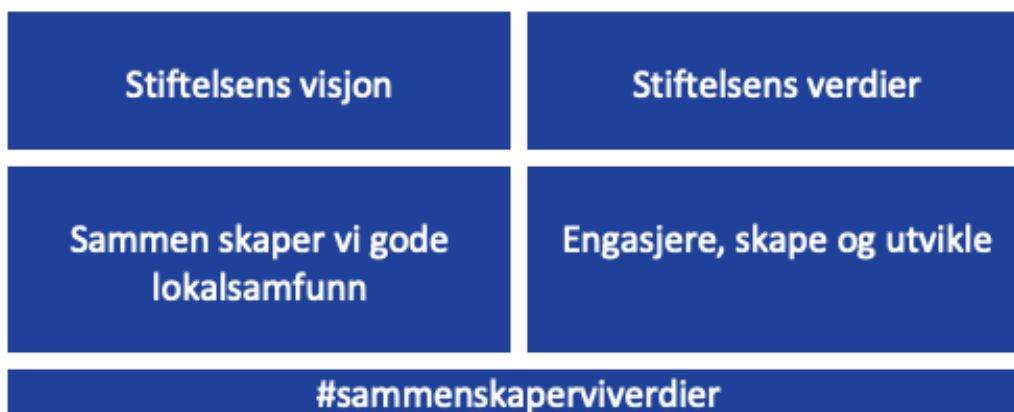 Stiftelsens visjon
Stiftelsens verdier
Sammen skaper vi gode
lokalsamfunn
Engasjere, skape og utvikle
#sammenskaperviverdier